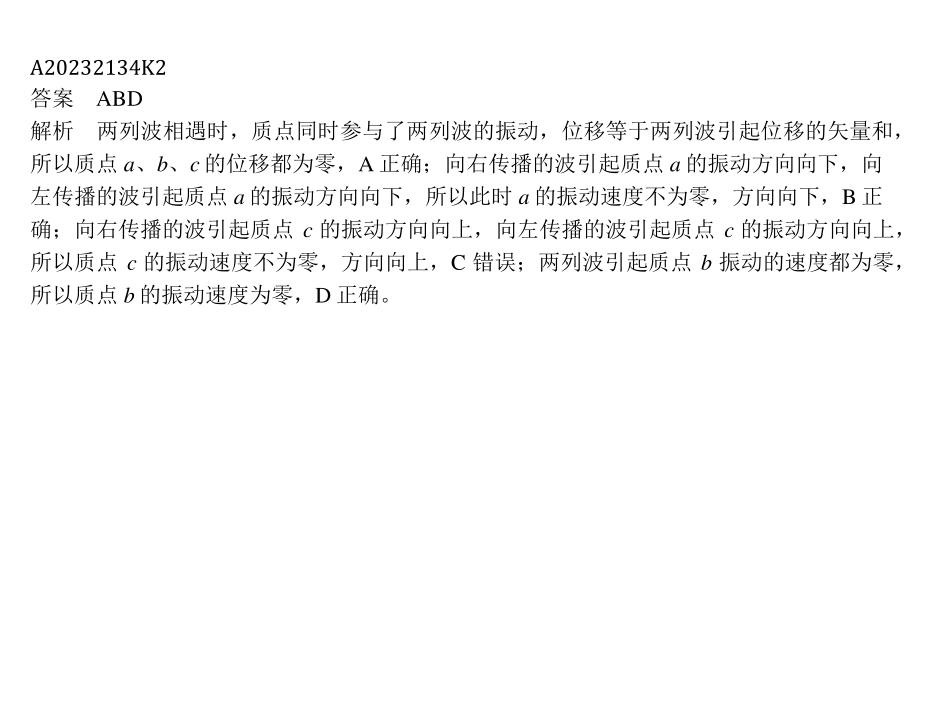 A20232134K2
答案 ABD
解析 两列波相遇时，质点同时参与了两列波的振动，位移等于两列波引起位移的矢量和，
所以质点 a、b、c 的位移都为零，A 正确；向右传播的波引起质点 a 的振动方向向下，向
左传播的波引起质点 a 的振动方向向下，所以此时 a 的振动速度不为零，方向向下，B 正
确；向右传播的波引起质点 c 的振动方向向上，向左传播的波引起质点 c 的振动方向向上，
所以质点 c 的振动速度不为零，方向向上，C 错误；两列波引起质点 b 振动的速度都为零，
所以质点 b 的振动速度为零，D 正确。